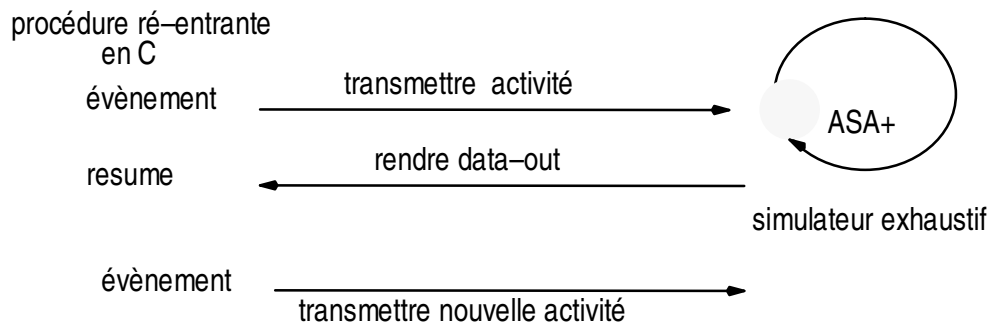 procédure ré–entrante
en C
évènement
transmettre activité
ASA+
resume
rendre data–out
simulateur exhaustif
évènement
transmettre nouvelle activité